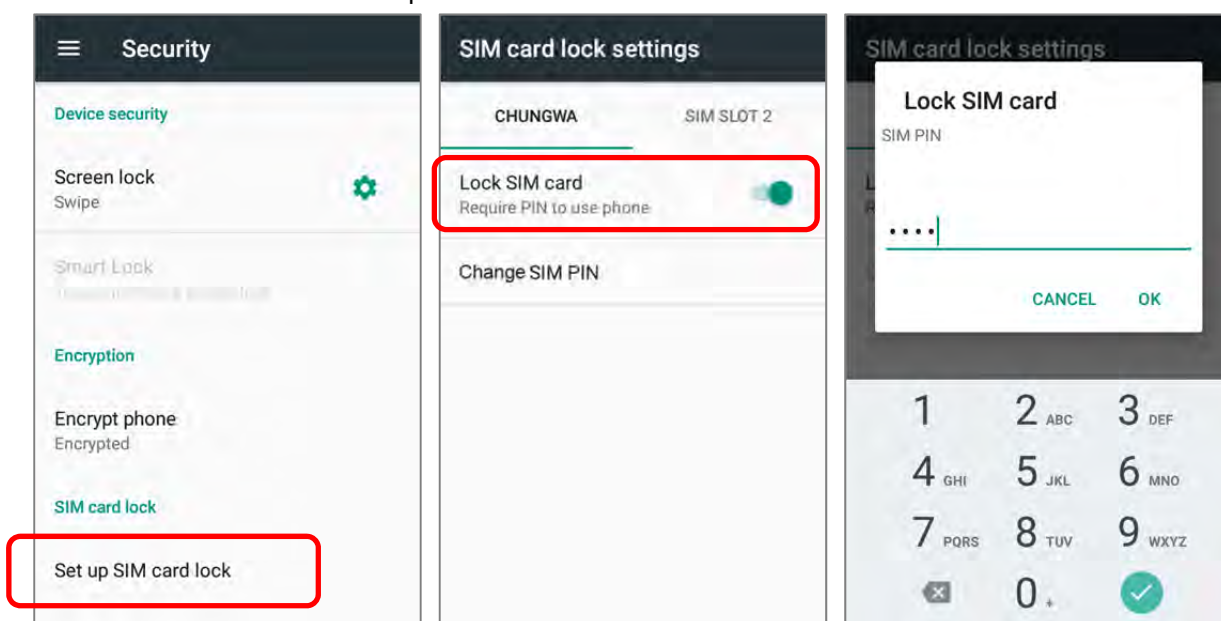 Security
Device security
Screen lock
Swipe
Smart Lock
Encryption
Encrypt phone
Encrypted
SIM card lock
Set up SIM card lock
SIM card lock settings
CHUNGWA SIM SLOT 2
Lock SIM card
Require PIN to use phone
Change SIM PIN
SIM card lock settings
Lock SIM card
SIM PIN
••••
CANCEL OK
1 2 ABC 3 DEF
4 GHI 5 JKL 6 MNO
7 PQRS 8 TUV 9 WXYZ
0 +